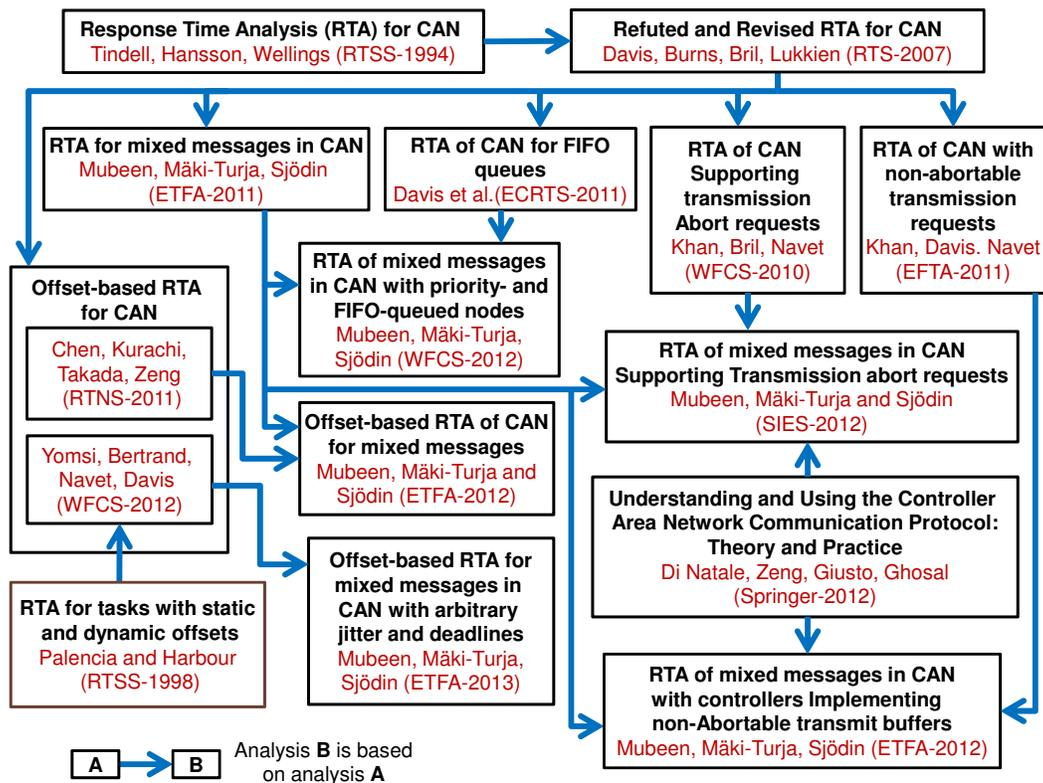 Response Time Analysis (RTA) for CAN
Tindell, Hansson, Wellings (RTSS-1994)
Refuted and Revised RTA for CAN
Davis, Burns, Bril, Lukkien (RTS-2007)
RTA for mixed messages in CAN
Mubeen, Mäki-Turja, Sjödin
(ETFA-2011)
RTA of CAN for FIFO
queues
Davis et al.(ECRTS-2011)
RTA of CAN
Supporting
transmission
Abort requests
Khan, Bril, Navet
(WFCS-2010)
RTA of CAN with
non-abortable
transmission
requests
Khan, Davis. Navet
(EFTA-2011)
Offset-based RTA
for CAN
Chen, Kurachi,
Takada, Zeng
(RTNS-2011)
Yomsi, Bertrand,
Navet, Davis
(WFCS-2012)
RTA of mixed messages
in CAN with priority- and
FIFO-queued nodes
Mubeen, Mäki-Turja,
Sjödin (WFCS-2012)
RTA of mixed messages in CAN
Supporting Transmission abort requests
Mubeen, Mäki-Turja and Sjödin
(SIES-2012)
Offset-based RTA of CAN
for mixed messages
Mubeen, Mäki-Turja and
Sjödin (ETFA-2012)
Understanding and Using the Controller
Area Network Communication Protocol:
Theory and Practice
Di Natale, Zeng, Giusto, Ghosal
(Springer-2012)
Offset-based RTA for
mixed messages in
CAN with arbitrary
jitter and deadlines
Mubeen, Mäki-Turja,
Sjödin (ETFA-2013)
RTA for tasks with static
and dynamic offsets
Palencia and Harbour
(RTSS-1998)
RTA of mixed messages in CAN
with controllers Implementing
non-Abortable transmit buffers
Mubeen, Mäki-Turja, Sjödin (ETFA-2012)
A
B
Analysis B is based
on analysis A